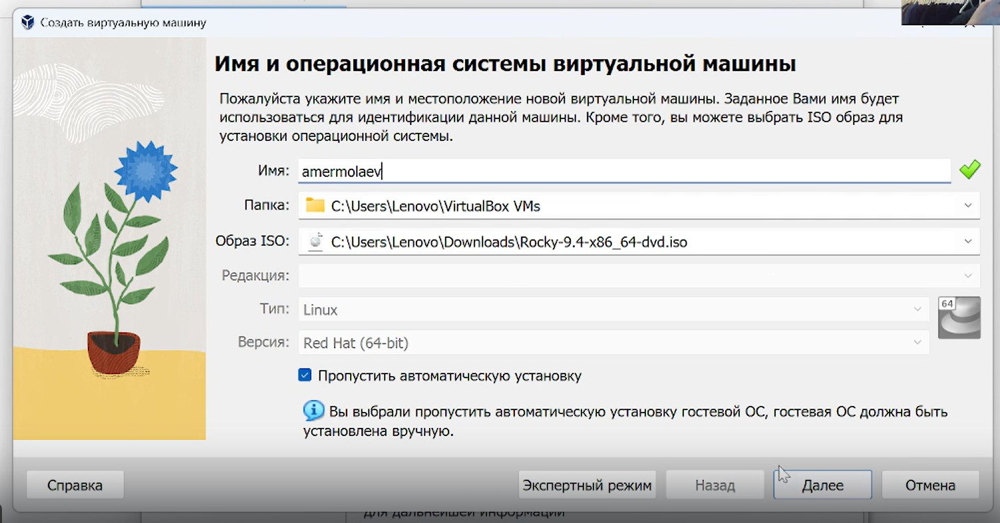 Создать виртуальную машину
Имя и операционная системы виртуальной машины
Пожалуйста укажите имя и местоположение новой виртуальной машины. Заданное Вами имя будет
использоваться для идентификации данной машины. Кроме того, вы можете выбрать ISO образ для
установки операционной системы.
Имя: amermolaev
Папка: C:\Users\Lenovo\VirtualBox VMs
Образ ISO: C:\Users\Lenovo\Downloads\Rocky-9.4-x86_64-dvd.iso
Редакция:
Тип: Linux
64
Версия: Red Hat (64-bit)
Пропустить автоматическую установку
Вы выбрали пропустить автоматическую установку гостевой ОС, гостевая ОС должна быть
установлена вручную.
Справка Экспертный режим Назад Далее Отмена
для дальнейшей информации